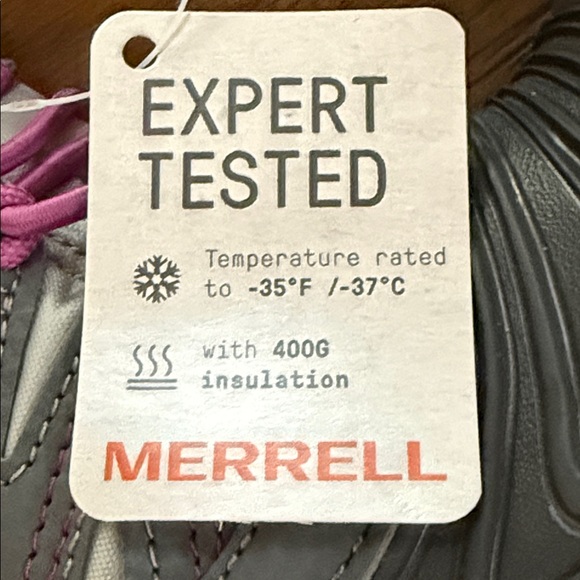 EXPERT
TESTED
Temperature rated
to -35°F /-37°C
with 400G
insulation
MERRELL